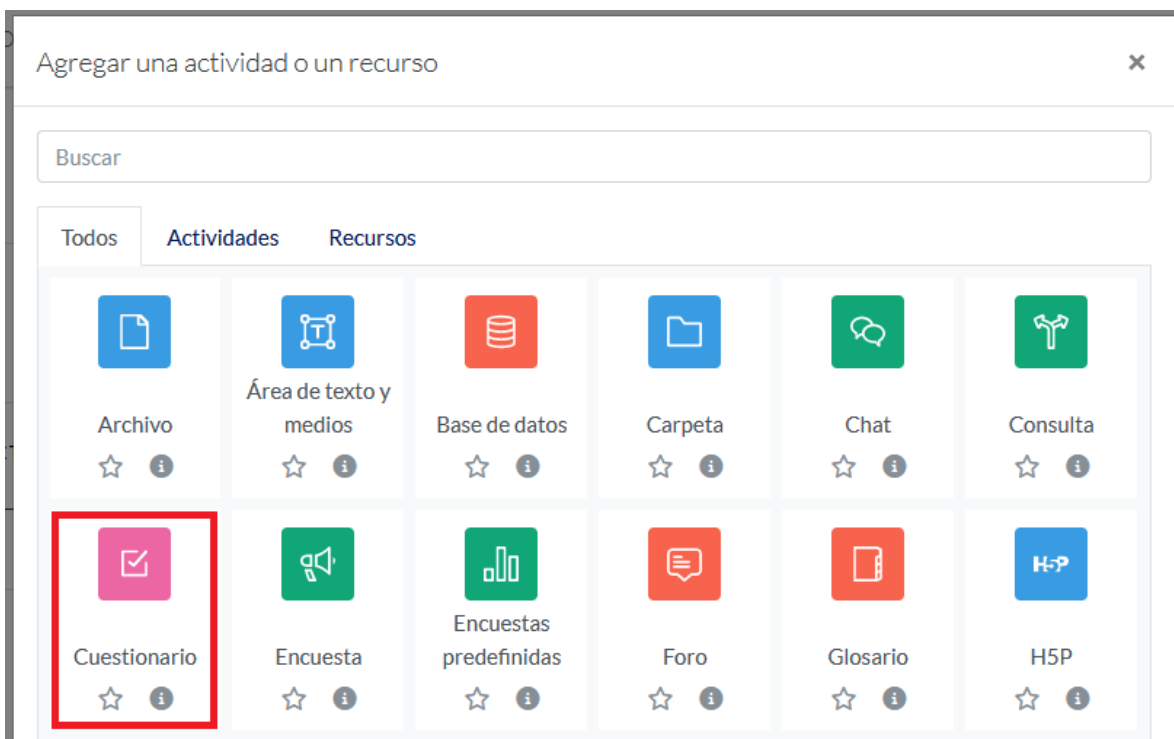 Agregar una actividad o un recurso
Buscar
Todos Actividades Recursos
Archivo
Área de texto y
medios
Base de datos
Carpeta
Chat
Consulta
Cuestionario
Encuesta
Encuestas
predefinidas
Foro
Glosario
H5P
H5P